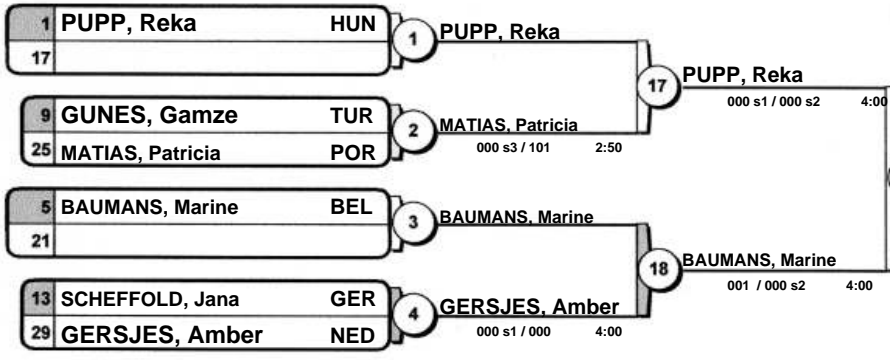 1 PUPP, Reka HUN
17
1 PUPP, Reka
9 GUNES, Gamze TUR
25 MATIAS, Patricia POR
2 MATIAS, Patricia
000 s3 / 101 2:50
17 PUPP, Reka
000 s1 / 000 s2 4:00
5 BAUMANS, Marine BEL
21
3 BAUMANS, Marine
13 SCHEFFOLD, Jana GER
29 GERSJES, Amber NED
4 GERSJES, Amber
000 s1 / 000 4:00
18 BAUMANS, Marine
001 / 000 s2 4:00